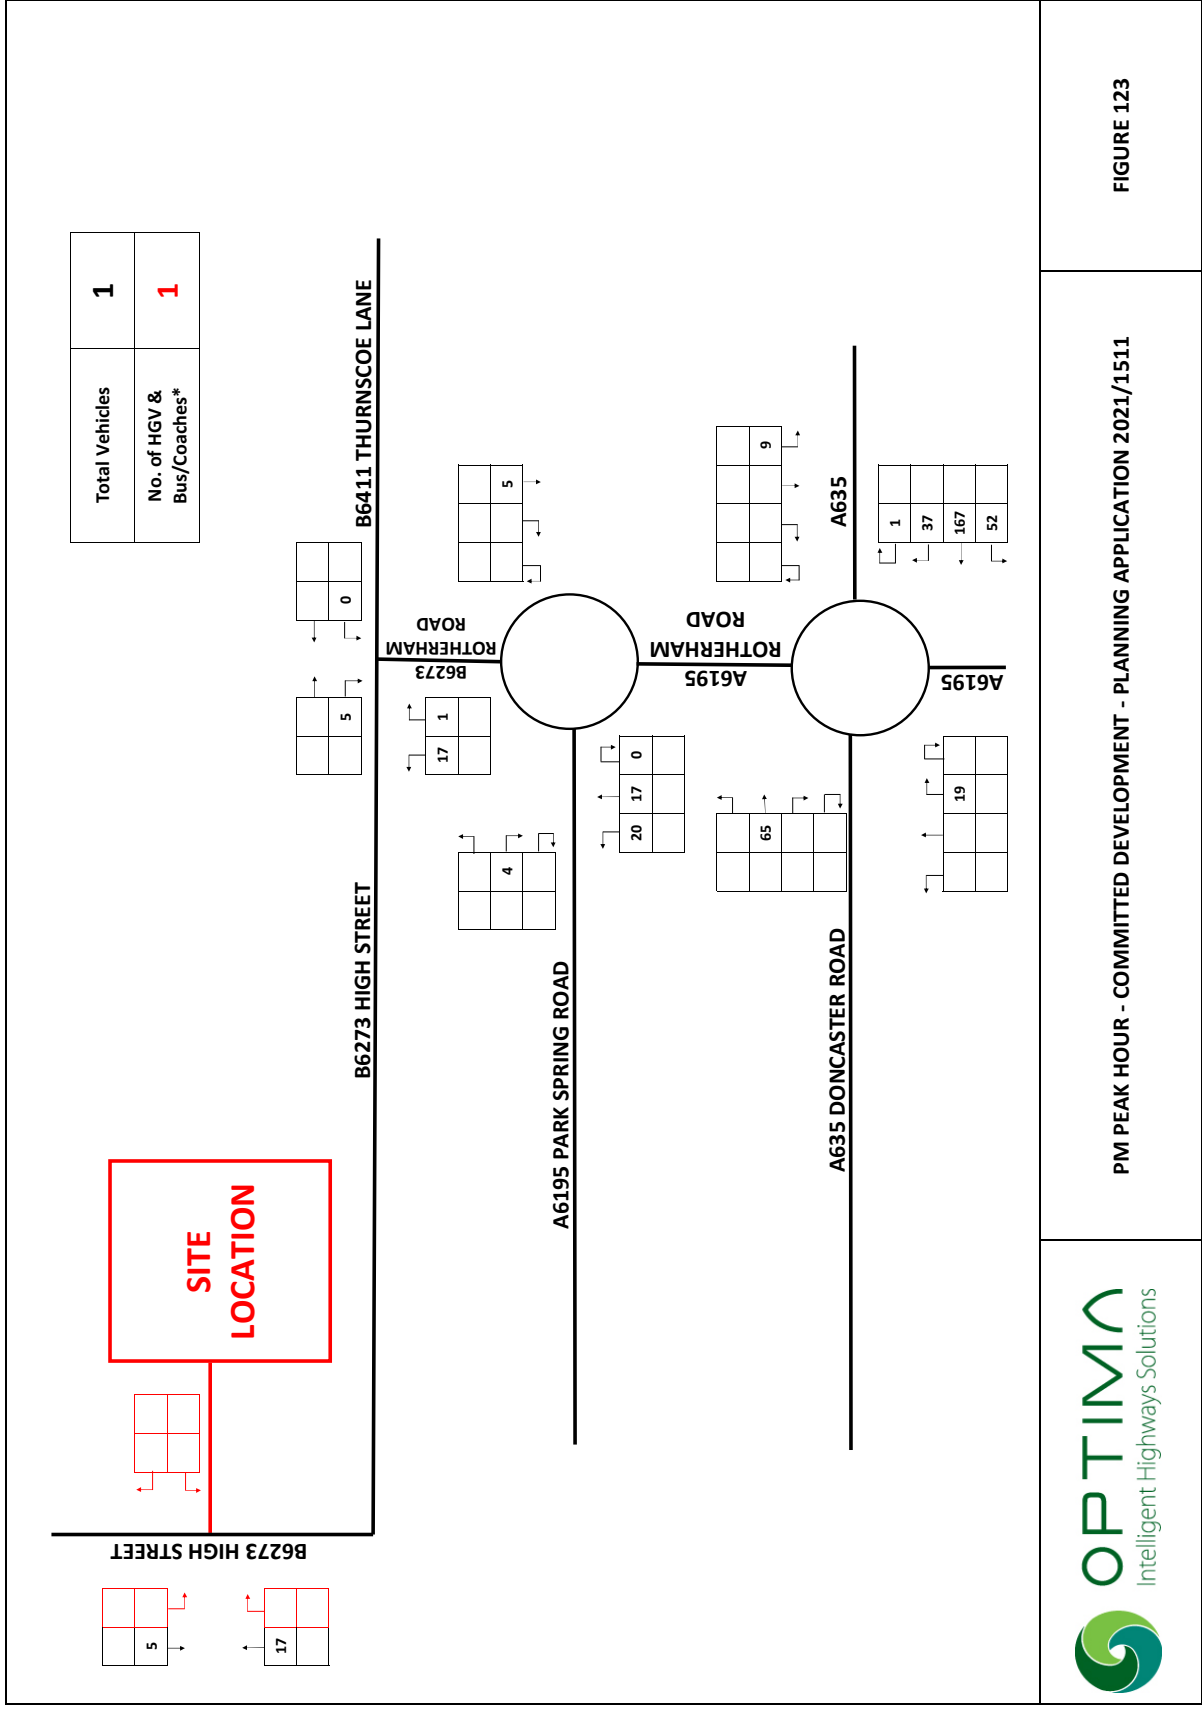 Total Vehicles
1
No. of HGV &
Bus/Coaches*
1
SITE
LOCATION
B6273 HIGH STREET
5
17
B6273 HIGH STREET
B6411 THURNSCOE LANE
5
0
17
1
B6273
ROTHERHAM
ROAD
4
5
A6195 PARK SPRING ROAD
20
17
0
A6195
ROTHERHAM
ROAD
65
9
A635 DONCASTER ROAD
A635
1
37
167
52
19
A6195
OPTIMA
Intelligent Highways Solutions
PM PEAK HOUR - COMMITTED DEVELOPMENT - PLANNING APPLICATION 2021/1511
FIGURE 123